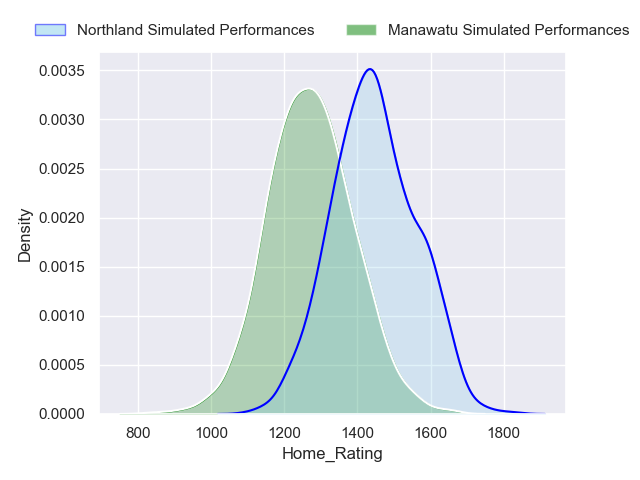 Northland Simulated Performances Manawatu Simulated Performances
0.0035
0.0030
0.0025
0.0020
0.0015
0.0010
0.0005
0.0000
Density
800 1000 1200 1400 1600 1800
Home_Rating